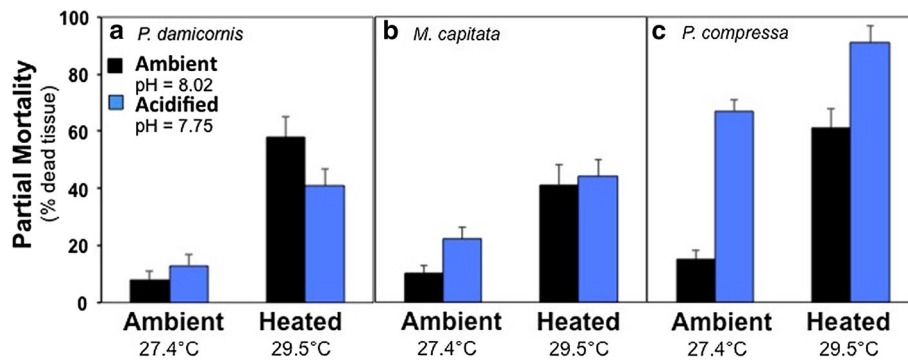 Partial Mortality
(% dead tissue)
100
80
60
40
20
0
a P. damicornis
Ambient
pH = 8.02
Acidified
pH = 7.75
b M. capitata
c P. compressa
Ambient Heated Ambient Heated Ambient Heated
27.4°C 29.5°C 27.4°C 29.5°C 27.4°C 29.5°C